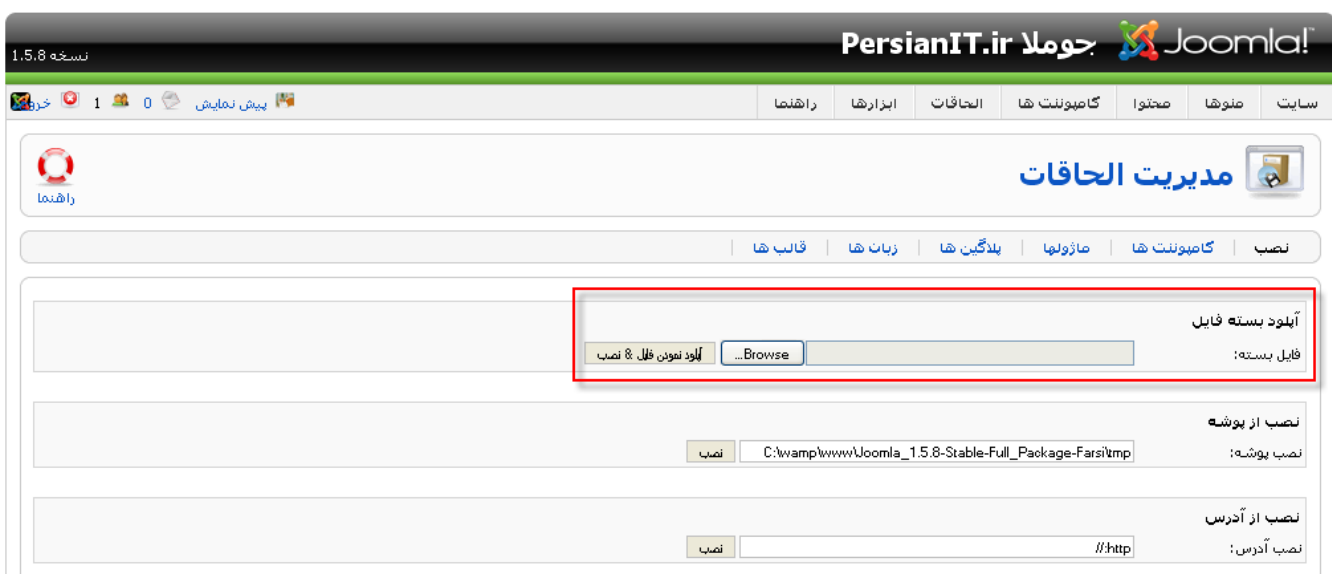 Joomla! جوملا PersianIT.ir
نسخه 1.5.8
سایت منوها محتوا کامپوننت ها الحاقات ابزارها راهنما
پیش نمایش 0 1 خروج
مدیریت الحاقات
راهنما
نصب | کامپوننت ها | ماژولها | پلاگین ها | زبان ها | قالب ها |
آپلود بسته فایل
فایل بسته: Browse... آپلود نمودن فایل & نصب
نصب از پوشه
نصب پوشه: C:\wamp\www\Joomla_1.5.8-Stable-Full_Package-Farsi\tmp نصب
نصب از آدرس
نصب آدرس: http:// نصب